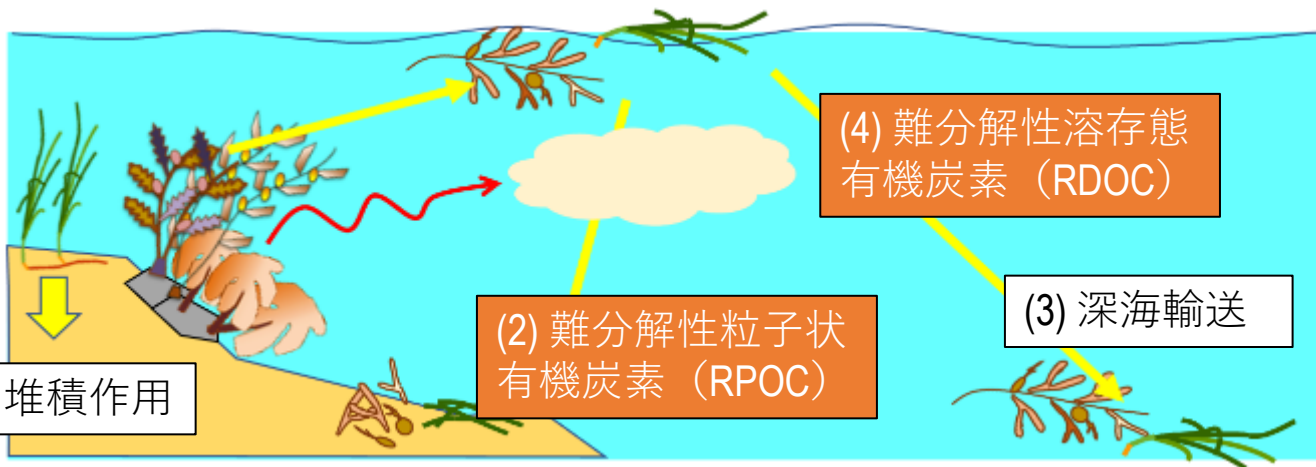 (4) 難分解性溶存態
有機炭素（RDOC）
(2) 難分解性粒子状
有機炭素（RPOC）
(3) 深海輸送
堆積作用